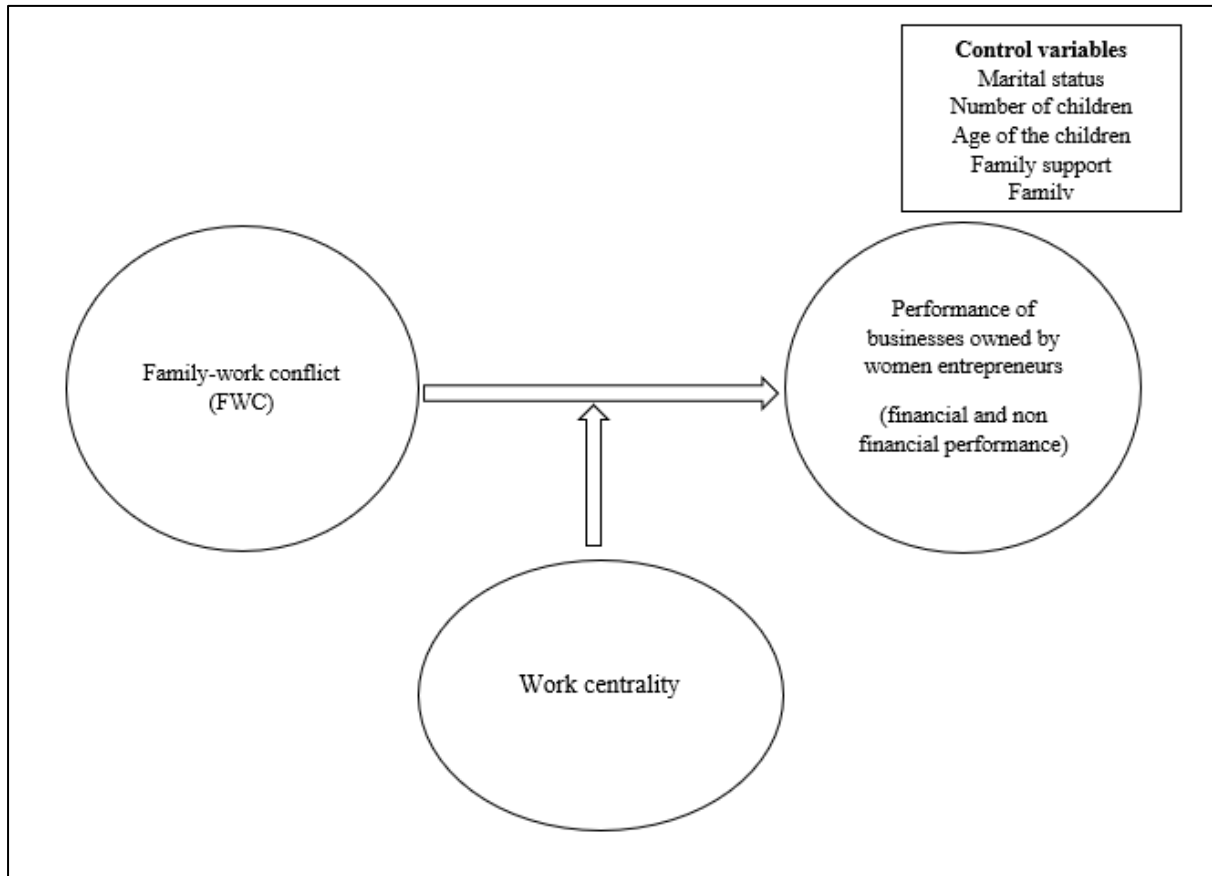 Control variables
Marital status
Number of children
Age of the children
Family support
Family
Family-work conflict
(FWC)
Performance of
businesses owned by
women entrepreneurs
(financial and non
financial performance)
Work centrality